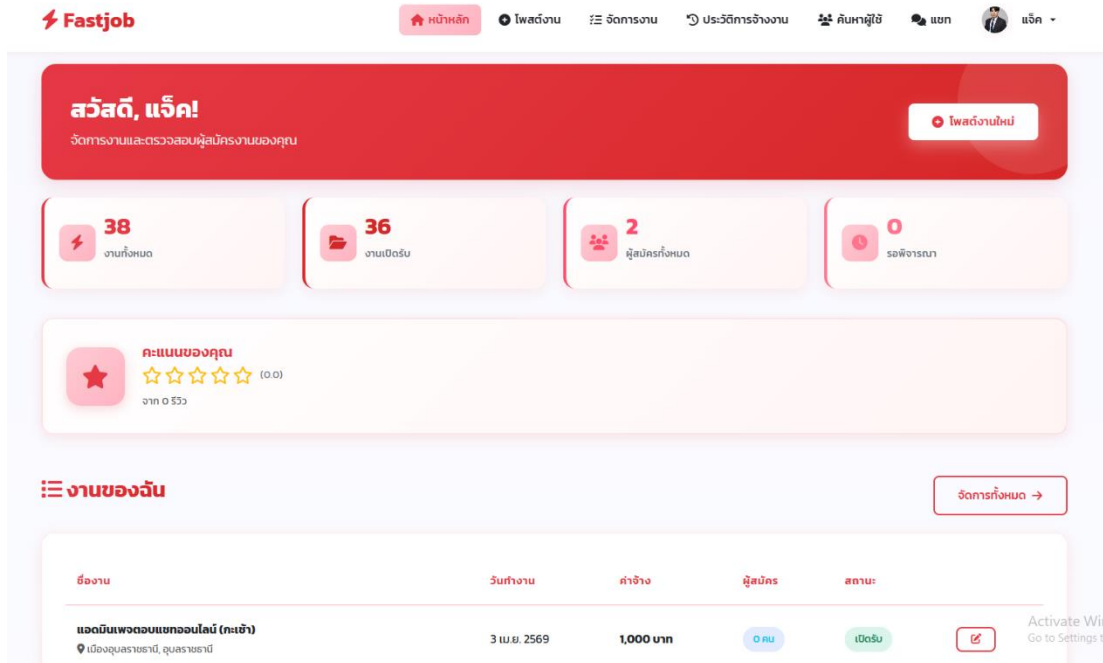 Fastjob
หน้าหลัก
โพสต์งาน
จัดการงาน
ประวัติการจ้างงาน
ค้นหาผู้ใช้
แชท
แจ็ค
สวัสดี, แจ็ค!
จัดการงานและตรวจสอบผู้สมัครงานของคุณ
โพสต์งานใหม่
38
งานทั้งหมด
36
งานเปิดรับ
2
ผู้สมัครทั้งหมด
0
รอพิจารณา
คะแนนของคุณ
(0.0)
จาก 0 รีวิว
งานของฉัน
จัดการทั้งหมด →
ชื่องาน วันทำงาน ค่าจ้าง ผู้สมัคร สถานะ
แอดมินเพจตอบแชทออนไลน์ (กะเช้า)
เมืองอุบลราชธานี, อุบลราชธานี
3 เม.ย. 2569 1,000 บาท 0 คน เปิดรับ
Activate Wi
Go to Settings t